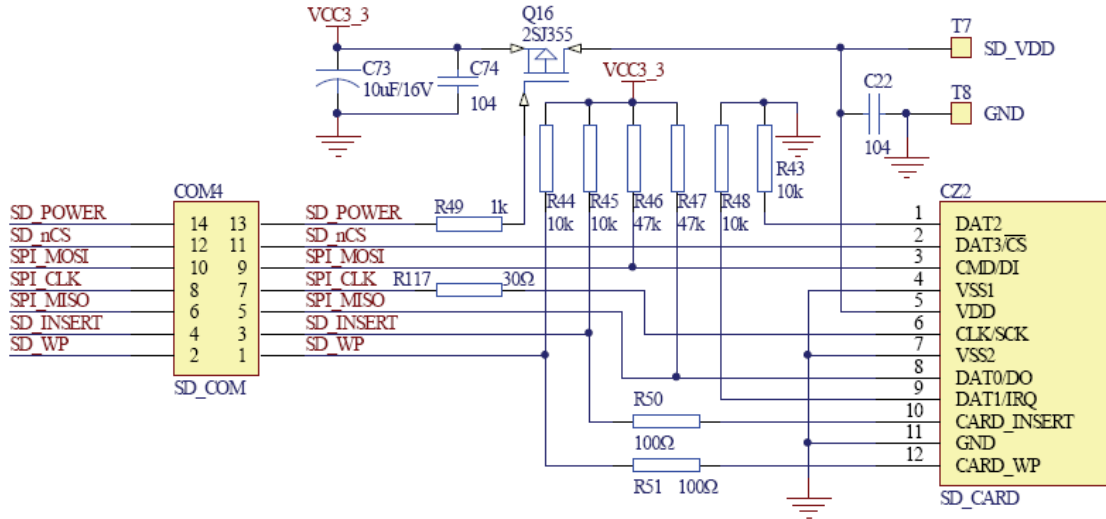 VCC3_3
Q16
2SJ355
T7
SD_VDD
C73
10uF/16V
C74
104
VCC3_3
C22
104
T8
GND
R44
10k
R45
10k
R46
47k
R47
47k
R48
10k
R43
10k
COM4
SD_POWER 14 13 SD_POWER R49 1k
SD_nCS 12 11 SD_nCS
SPI_MOSI 10 9 SPI_MOSI
SPI_CLK 8 7 SPI_CLK R117 30Ω
SPI_MISO 6 5 SPI_MISO
SD_INSERT 4 3 SD_INSERT
SD_WP 2 1 SD_WP
SD_COM
CZ2
1 DAT2
2 DAT3/CS
3 CMD/DI
4 VSS1
5 VDD
6 CLK/SCK
7 VSS2
8 DAT0/DO
9 DAT1/IRQ
10 CARD_INSERT
11 GND
12 CARD_WP
SD_CARD
R50
100Ω
R51 100Ω